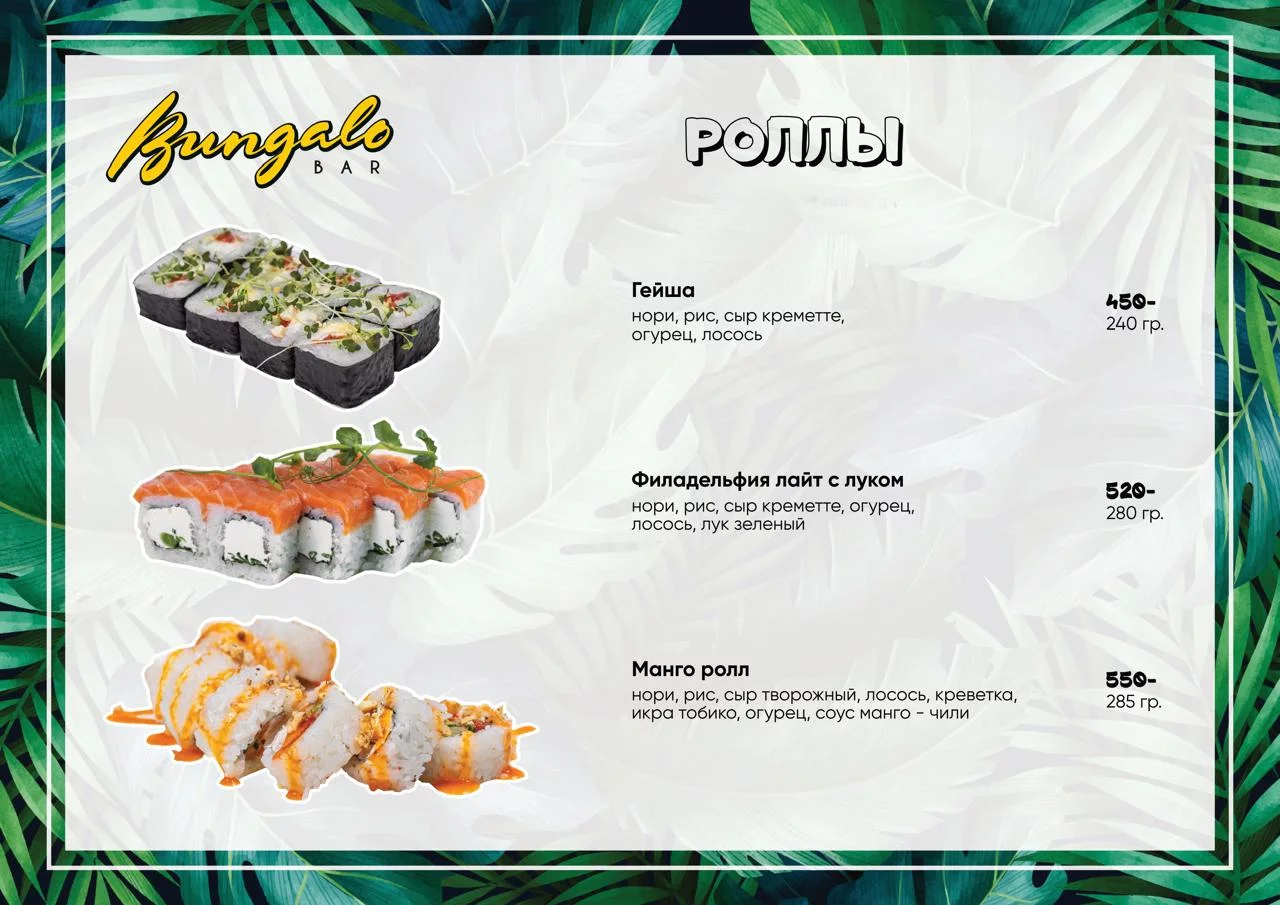 Bungalo
BAR
РОЛЛЫ
Гейша
нори, рис, сыр креметте,
огурец, лосось
450-
240 гр.
Филадельфия лайт с луком
нори, рис, сыр креметте, огурец,
лосось, лук зеленый
520-
280 гр.
Манго ролл
нори, рис, сыр творожный, лосось, креветка,
икра тобико, огурец, соус манго - чили
550-
285 гр.